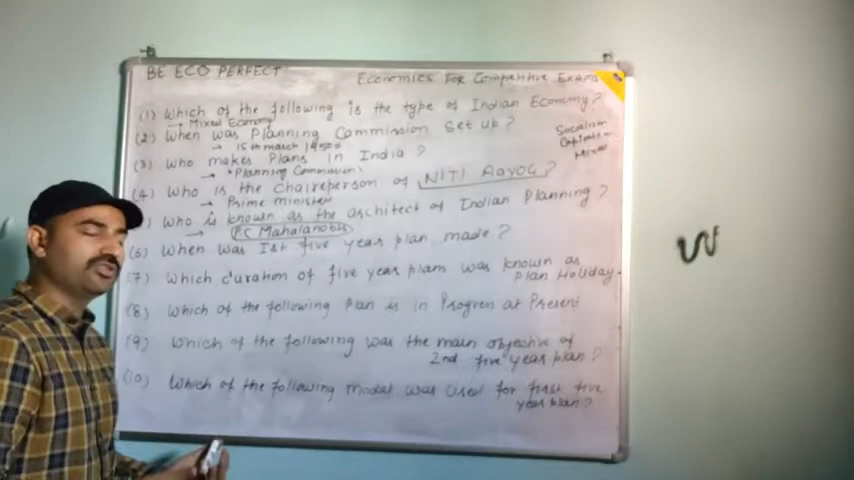 BE ECO PERFECT
Economics For Competitive Exams
(1) Which of the following is the type of Indian Economy?
→ Mixed Economy
(2) When was Planning Commission set up?
→ 15th march 1950
Socialism
Capitalism
Mixed
(3) Who makes Plans in India?
→ Planning Commission
(4) Who is the chairperson of NITI Aayog?
→ Prime minister
) Who is known as the architect of Indian Planning?
→ P.C Mahalanobis
(6) When was Ist five year plan made?
(7) Which duration of five year plan was known as
Plan Holiday.
(8) Which of the following Plan is in Progress at Present
(9) Which of the following was the main objective of
2nd five year plan?
(10) Which of the following model was used for first five
year plan?